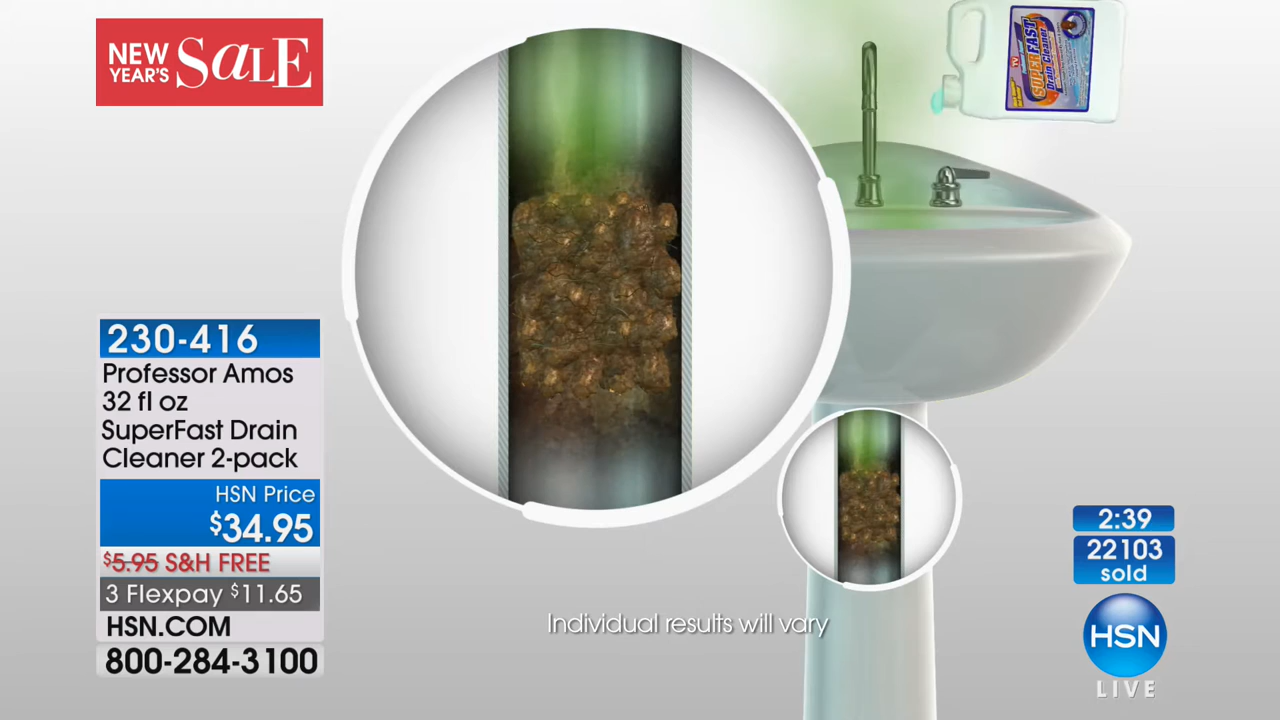 NEW
YEAR'S
SALE
SUPER FAST
Drain Cleaner
230-416
Professor Amos
32 fl oz
SuperFast Drain
Cleaner 2-pack
HSN Price
$34.95
$5.95 S&H FREE
3 Flexpay $11.65
HSN.COM
800-284-3100
Individual results will vary
2:39
22103
sold
HSN
LIVE